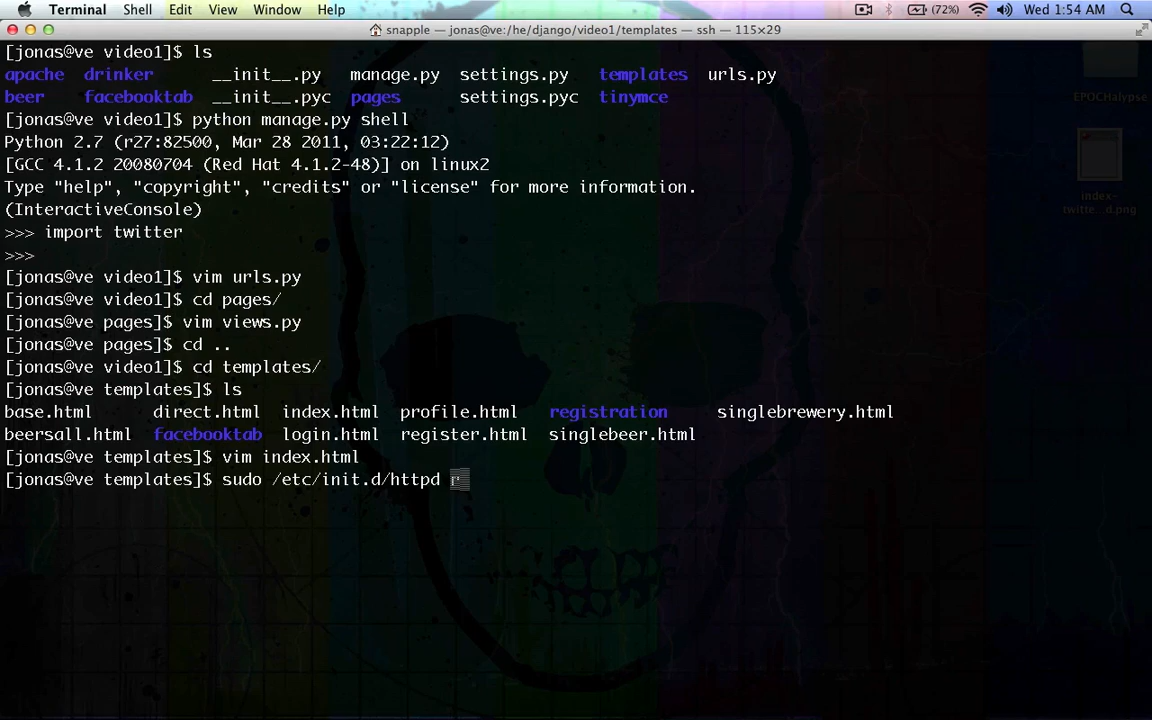 Terminal Shell Edit View Window Help (72%) Wed 1:54 AM
snapple — jonas@ve:/he/django/video1/templates — ssh — 115×29
[jonas@ve video1]$ ls
apache drinker __init__.py manage.py settings.py templates urls.py
beer facebooktab __init__.pyc pages settings.pyc tinymce
[jonas@ve video1]$ python manage.py shell
Python 2.7 (r27:82500, Mar 28 2011, 03:22:12)
[GCC 4.1.2 20080704 (Red Hat 4.1.2-48)] on linux2
Type "help", "copyright", "credits" or "license" for more information.
(InteractiveConsole)
>>> import twitter
>>>
[jonas@ve video1]$ vim urls.py
[jonas@ve video1]$ cd pages/
[jonas@ve pages]$ vim views.py
[jonas@ve pages]$ cd ..
[jonas@ve video1]$ cd templates/
[jonas@ve templates]$ ls
base.html direct.html index.html profile.html registration singlebrewery.html
beersall.html facebooktab login.html register.html singlebeer.html
[jonas@ve templates]$ vim index.html
[jonas@ve templates]$ sudo /etc/init.d/httpd r
EPOCHalypse
index-
twitte...d.png